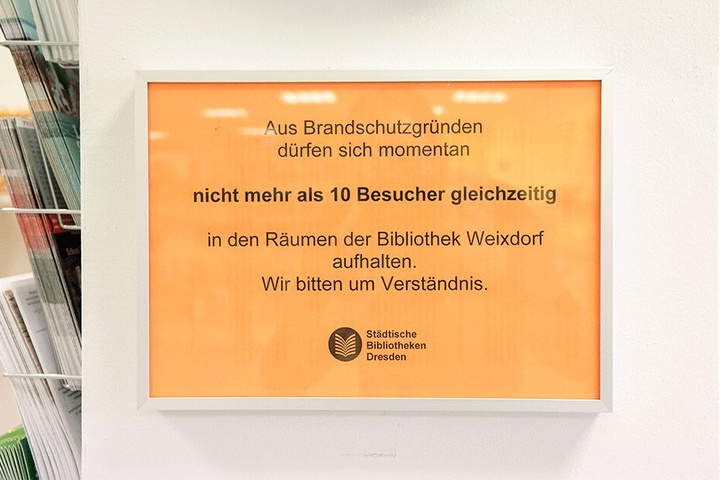 Aus Brandschutzgründen
dürfen sich momentan
nicht mehr als 10 Besucher gleichzeitig
in den Räumen der Bibliothek Weixdorf
aufhalten.
Wir bitten um Verständnis.
Städtische
Bibliotheken
Dresden